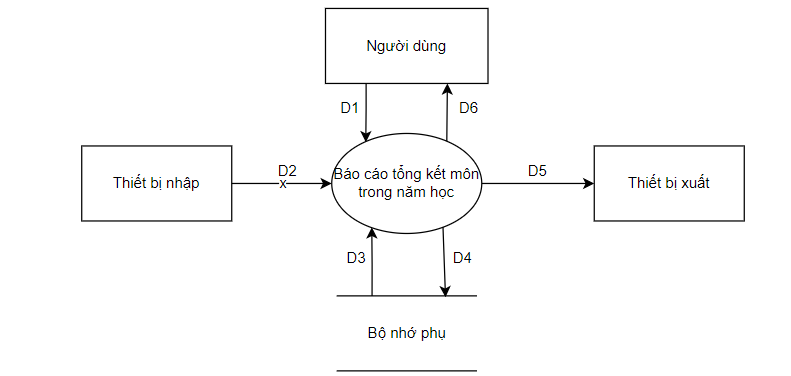 Người dùng
D1
D6
Thiết bị nhập
D2
x
Báo cáo tổng kết môn
trong năm học
D5
Thiết bị xuất
D3
D4
Bộ nhớ phụ